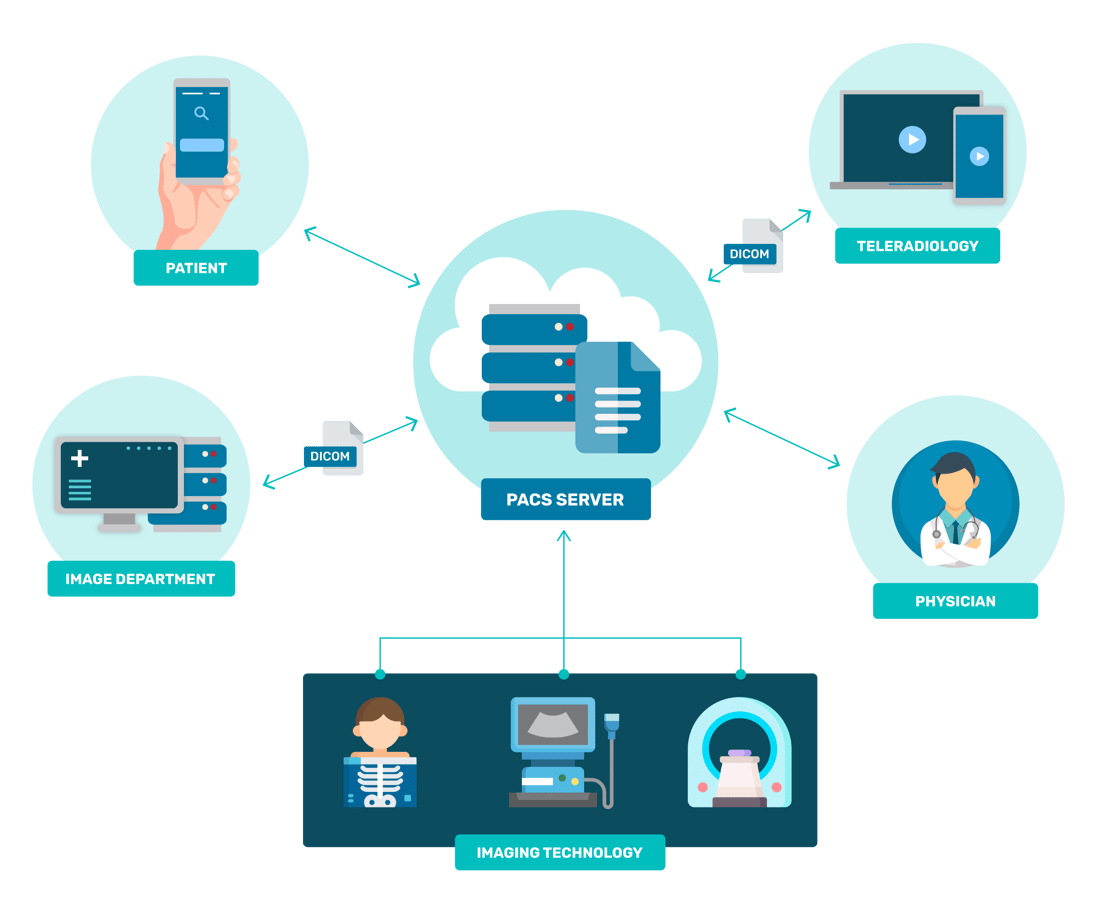 PATIENT
TELERADIOLOGY
DICOM
DICOM
PACS SERVER
IMAGE DEPARTMENT
PHYSICIAN
IMAGING TECHNOLOGY